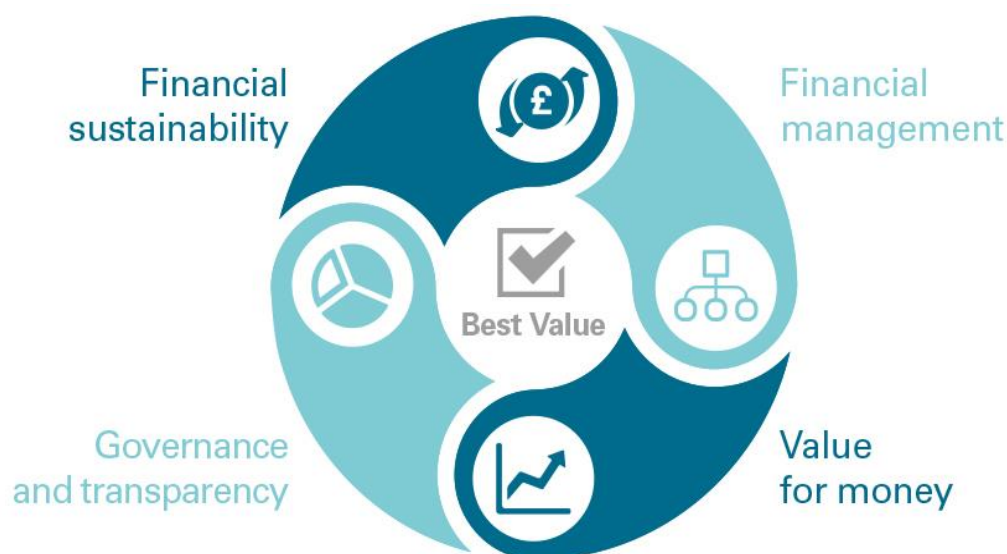 Financial
sustainability
£
Financial
management
Best Value
Governance
and transparency
Value
for money